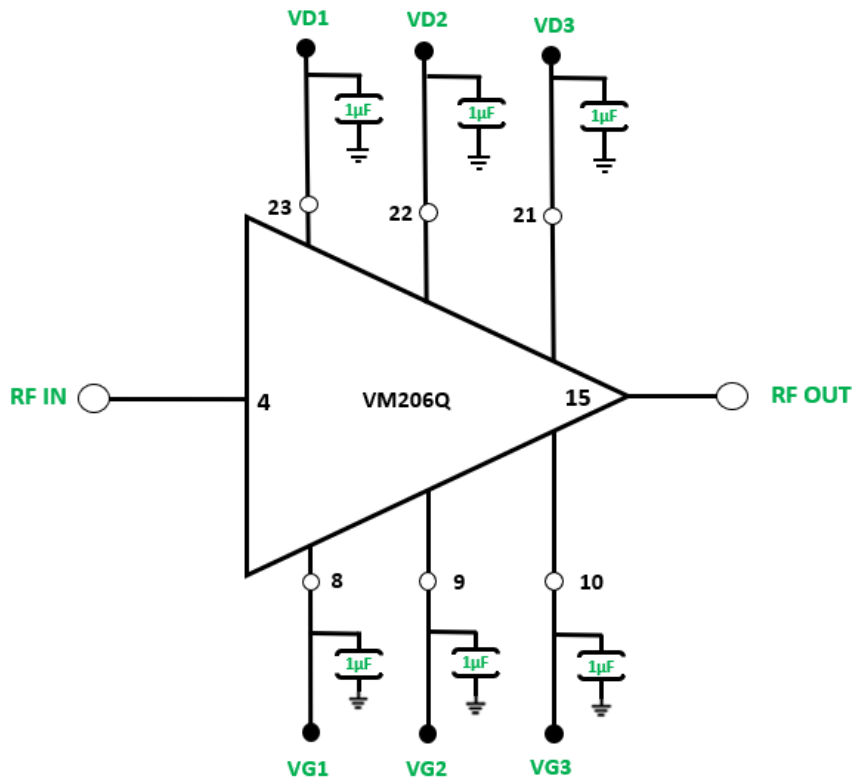 VD1
VD2
VD3
1µF
1µF
1µF
23
22
21
RF IN
4
VM206Q
15
RF OUT
8
9
10
1µF
1µF
1µF
VG1
VG2
VG3